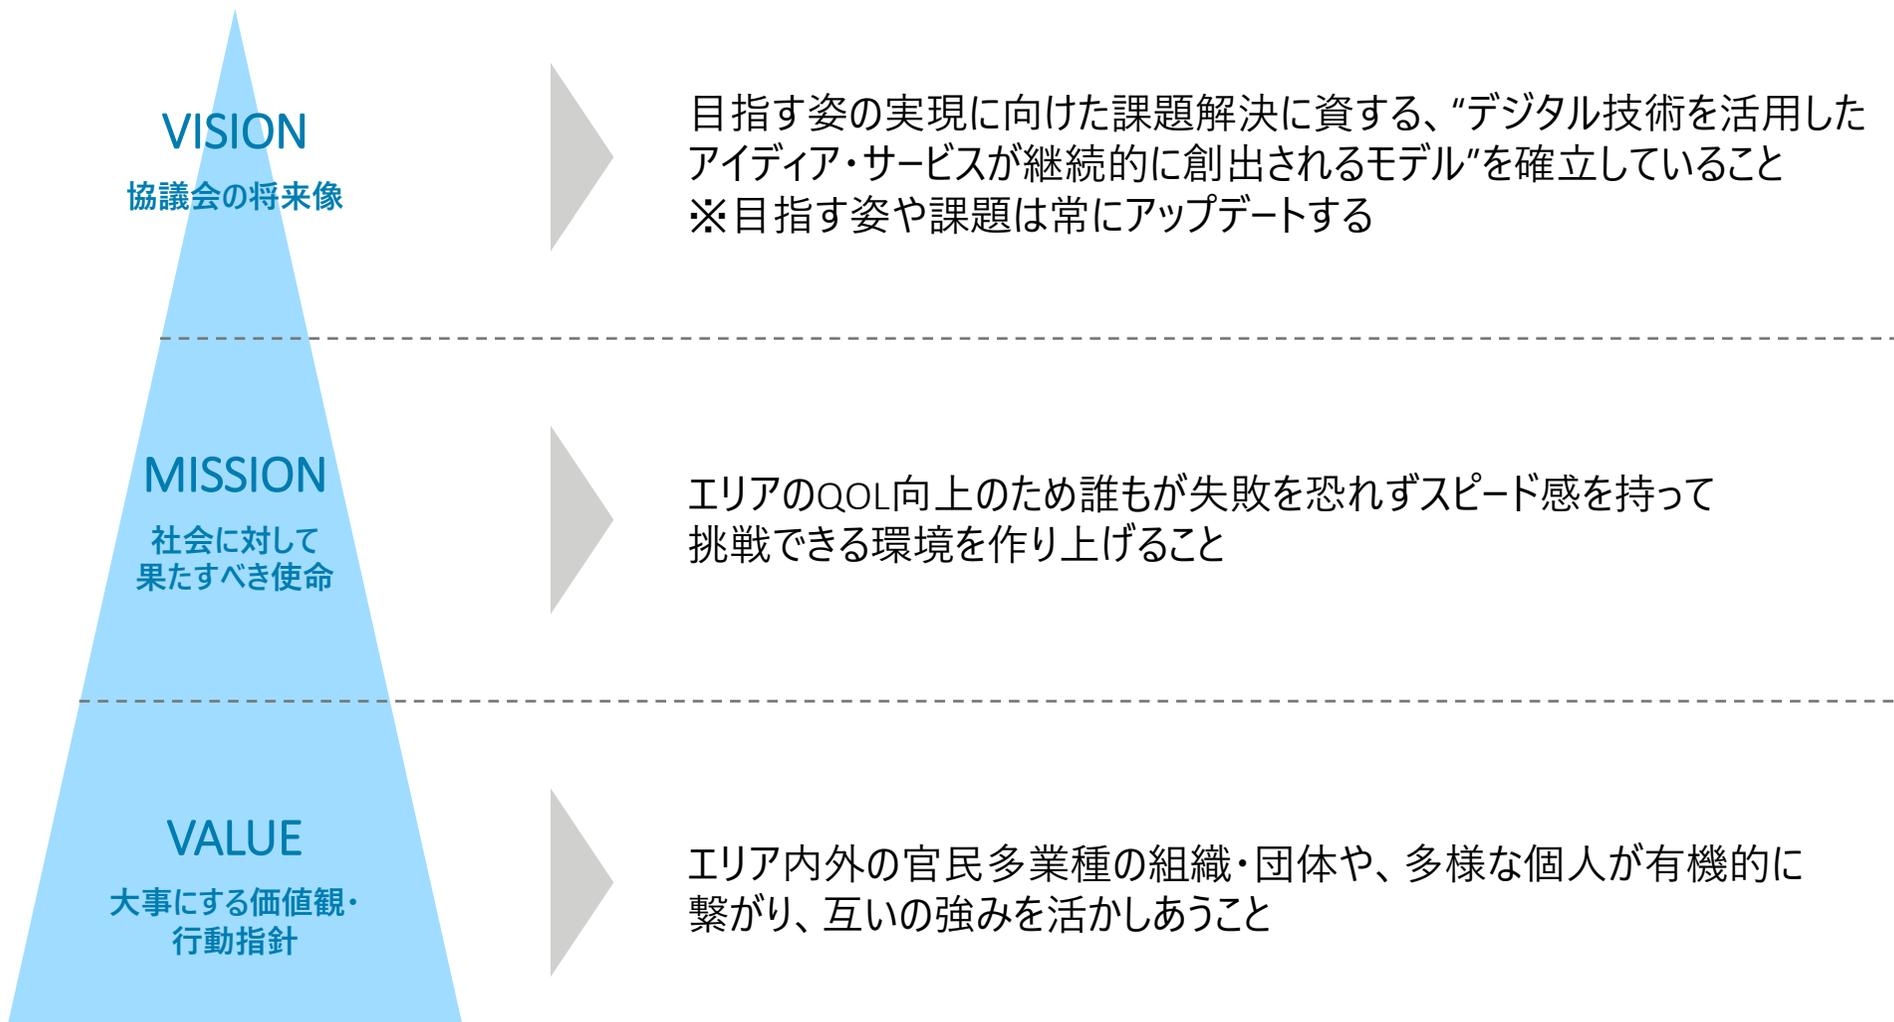 VISION
協議会の将来像
目指す姿の実現に向けた課題解決に資する、“デジタル技術を活用した
アイディア・サービスが継続的に創出されるモデル”を確立していること
※目指す姿や課題は常にアップデートする
MISSION
社会に対して
果たすべき使命
エリアのQOL向上のため誰もが失敗を恐れずスピード感を持って
挑戦できる環境を作り上げること
VALUE
大事にする価値観・
行動指針
エリア内外の官民多業種の組織・団体や、多様な個人が有機的に
繋がり、互いの強みを活かしあうこと